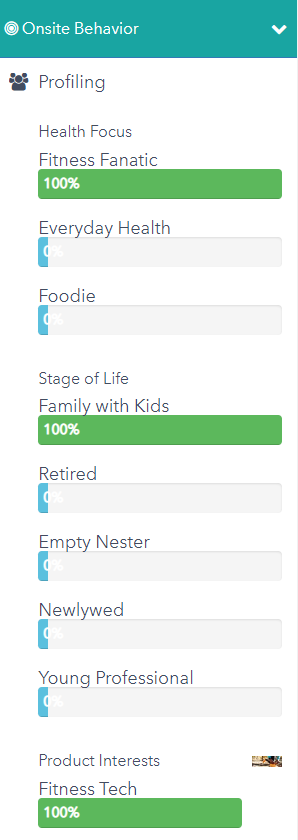 Onsite Behavior
Profiling
Health Focus
Fitness Fanatic
100%
Everyday Health
0%
Foodie
0%
Stage of Life
Family with Kids
100%
Retired
0%
Empty Nester
0%
Newlywed
0%
Young Professional
0%
Product Interests
Fitness Tech
100%